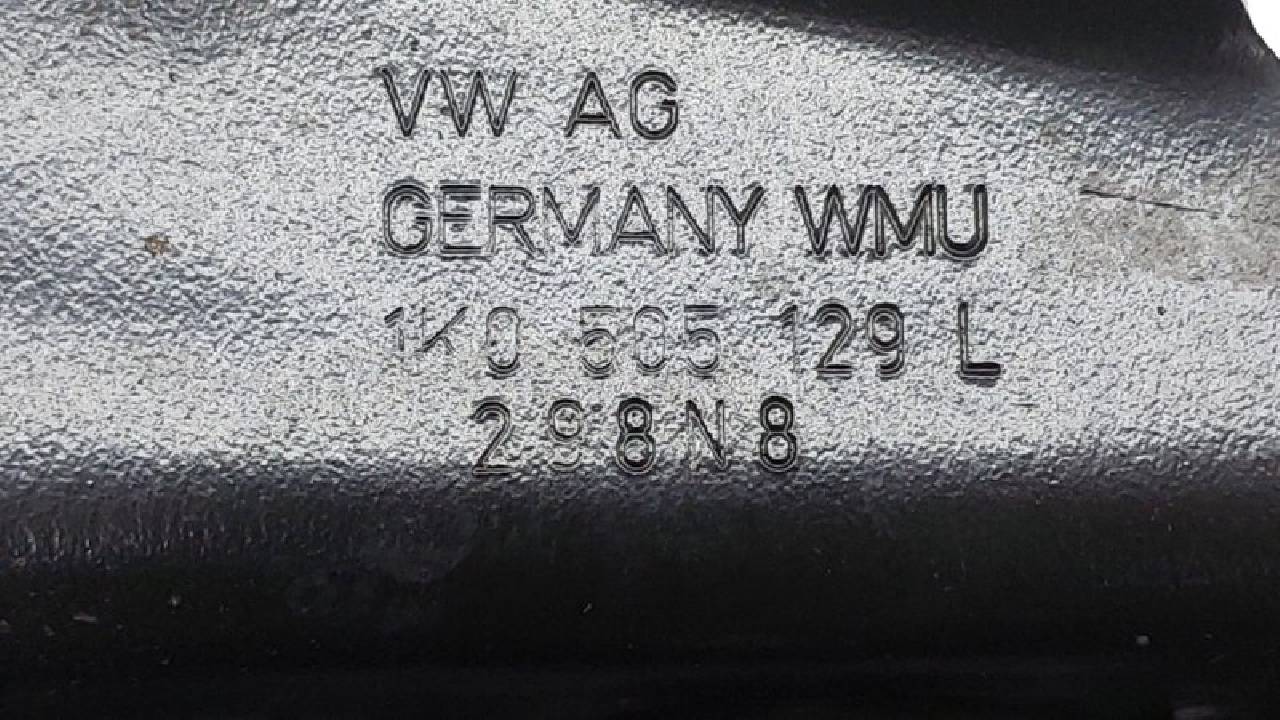 VW AG
GERMANY WMU
1K0 505 129 L
298N8